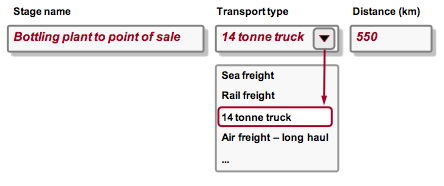 Stage name Transport type Distance (km)
Bottling plant to point of sale 14 tonne truck 550
Sea freight
Rail freight
14 tonne truck
Air freight – long haul
...